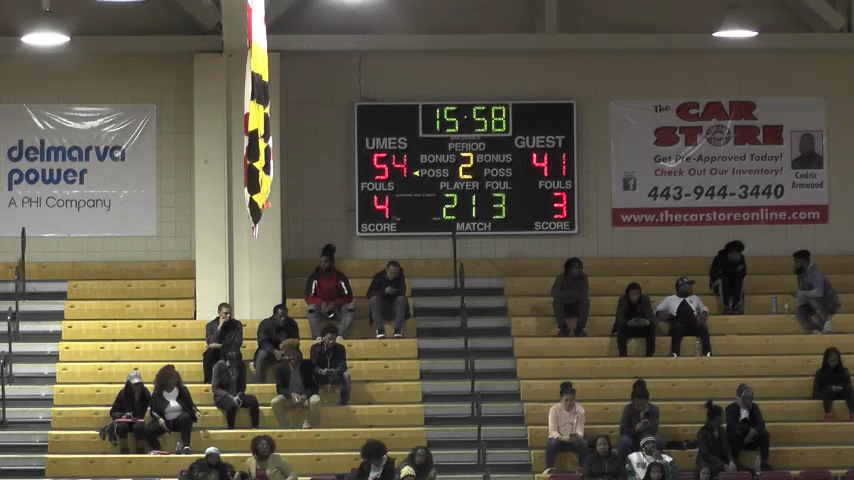 delmarva
power
A PHI Company
15:58
PERIOD
UMES GUEST
54 BONUS 2 BONUS 41
POSS POSS
FOULS PLAYER FOUL FOULS
4 213 3
SCORE MATCH SCORE
The
CAR
STORE
Get Pre-Approved Today!
Check Out Our Inventory!
443-944-3440
Cedric
Armwood
www.thecarstoreonline.com